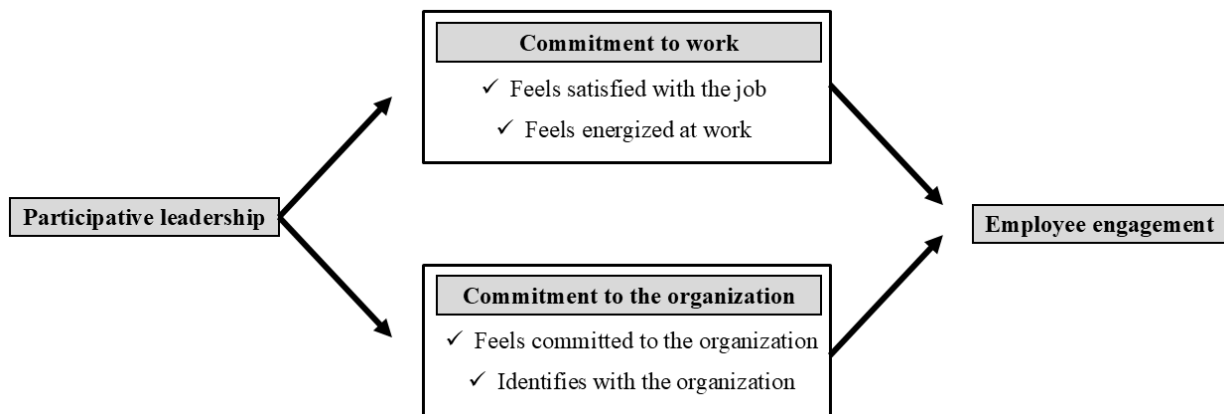 Commitment to work
✓ Feels satisfied with the job
✓ Feels energized at work
Participative leadership
Employee engagement
Commitment to the organization
✓ Feels committed to the organization
✓ Identifies with the organization